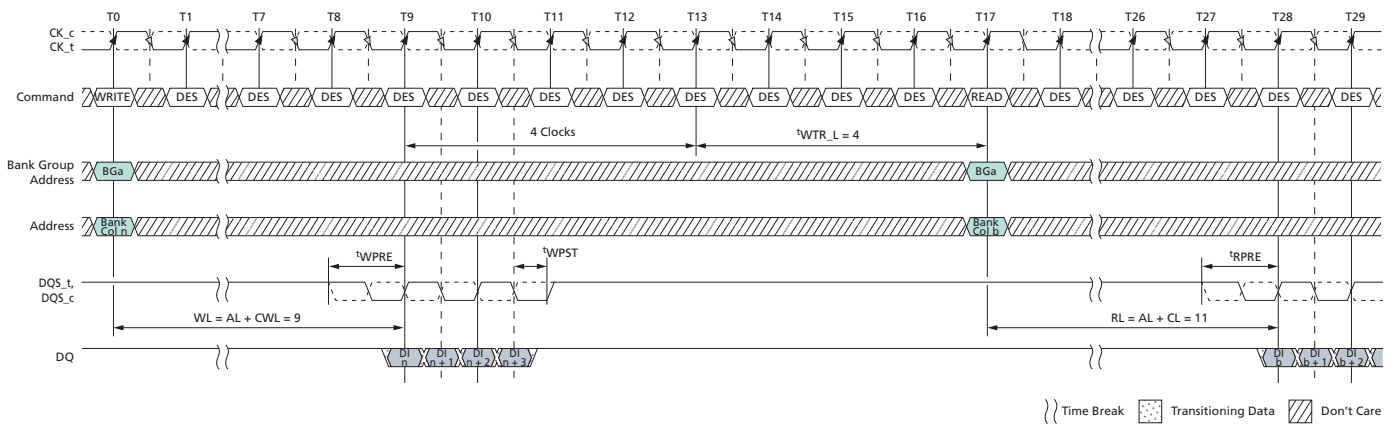 T0 T1 T7 T8 T9 T10 T11 T12 T13 T14 T15 T16 T17 T18 T26 T27 T28 T29
CK_c
CK_t
Command WRITE DES DES DES DES DES DES DES DES DES DES DES READ DES DES DES DES DES
4 Clocks tWTR_L = 4
Bank Group
Address BGa BGa
Address Bank Col n Bank Col b
tWPRE tWPST tRPRE
DQS_t,
DQS_c
WL = AL + CWL = 9 RL = AL + CL = 11
DQ DI n DI n + 1 DI n + 2 DI n + 3 DI b DI b + 1 DI b + 2
Time Break Transitioning Data Don't Care